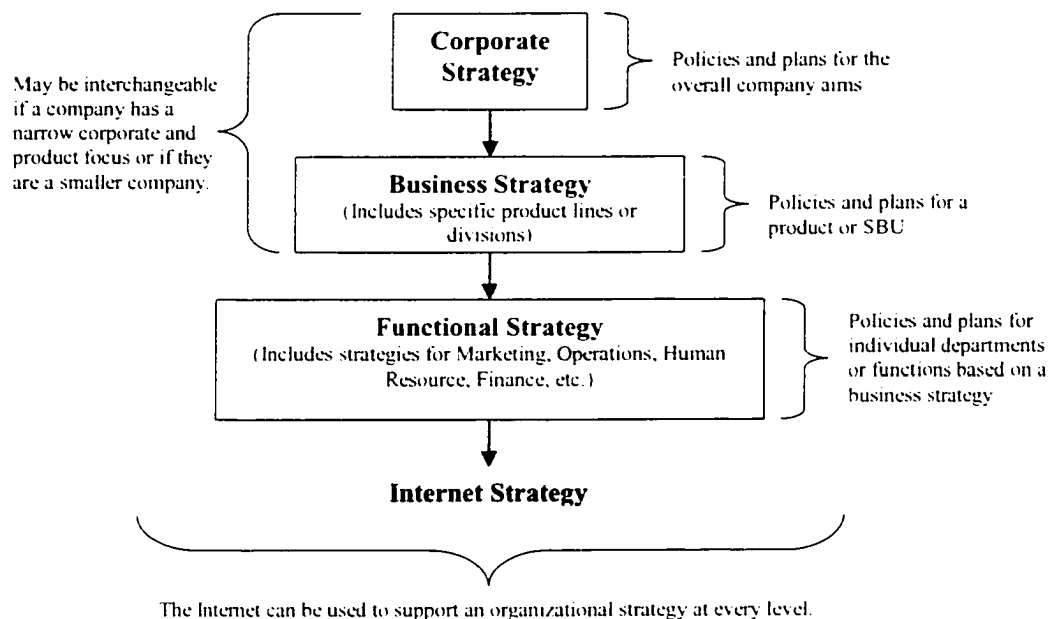 Corporate
Strategy
Policies and plans for the
overall company aims
May be interchangeable
if a company has a
narrow corporate and
product focus or if they
are a smaller company.
Business Strategy
(Includes specific product lines or
divisions)
Policies and plans for a
product or SBU
Functional Strategy
(Includes strategies for Marketing, Operations, Human
Resource, Finance, etc.)
Policies and plans for
individual departments
or functions based on a
business strategy
Internet Strategy
The Internet can be used to support an organizational strategy at every level.